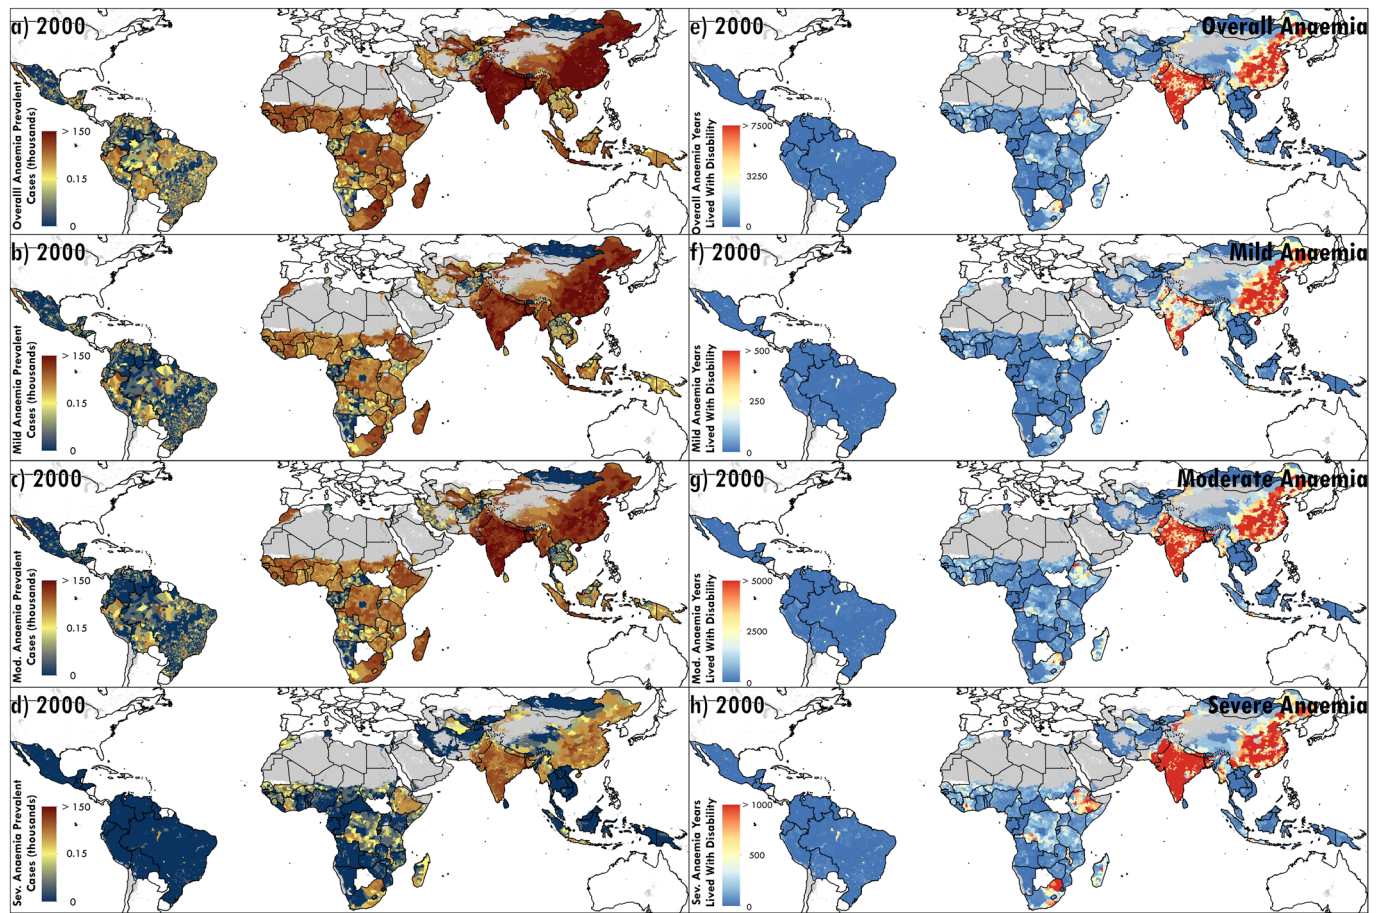 a) 2000
Overall Anaemia Prevalent
Cases (thousands)
> 150
0.15
0
e) 2000
Overall Anaemia
Overall Anaemia Years
Lived With Disability
> 7500
3250
0
b) 2000
Mild Anaemia Prevalent
Cases (thousands)
> 150
0.15
0
f) 2000
Mild Anaemia
Mild Anaemia Years
Lived With Disability
> 500
250
0
c) 2000
Mod. Anaemia Prevalent
Cases (thousands)
> 150
0.15
0
g) 2000
Moderate Anaemia
Mod. Anaemia Years
Lived With Disability
> 5000
2500
0
d) 2000
Sev. Anaemia Prevalent
Cases (thousands)
> 150
0.15
0
h) 2000
Severe Anaemia
Sev. Anaemia Years
Lived With Disability
> 1000
500
0